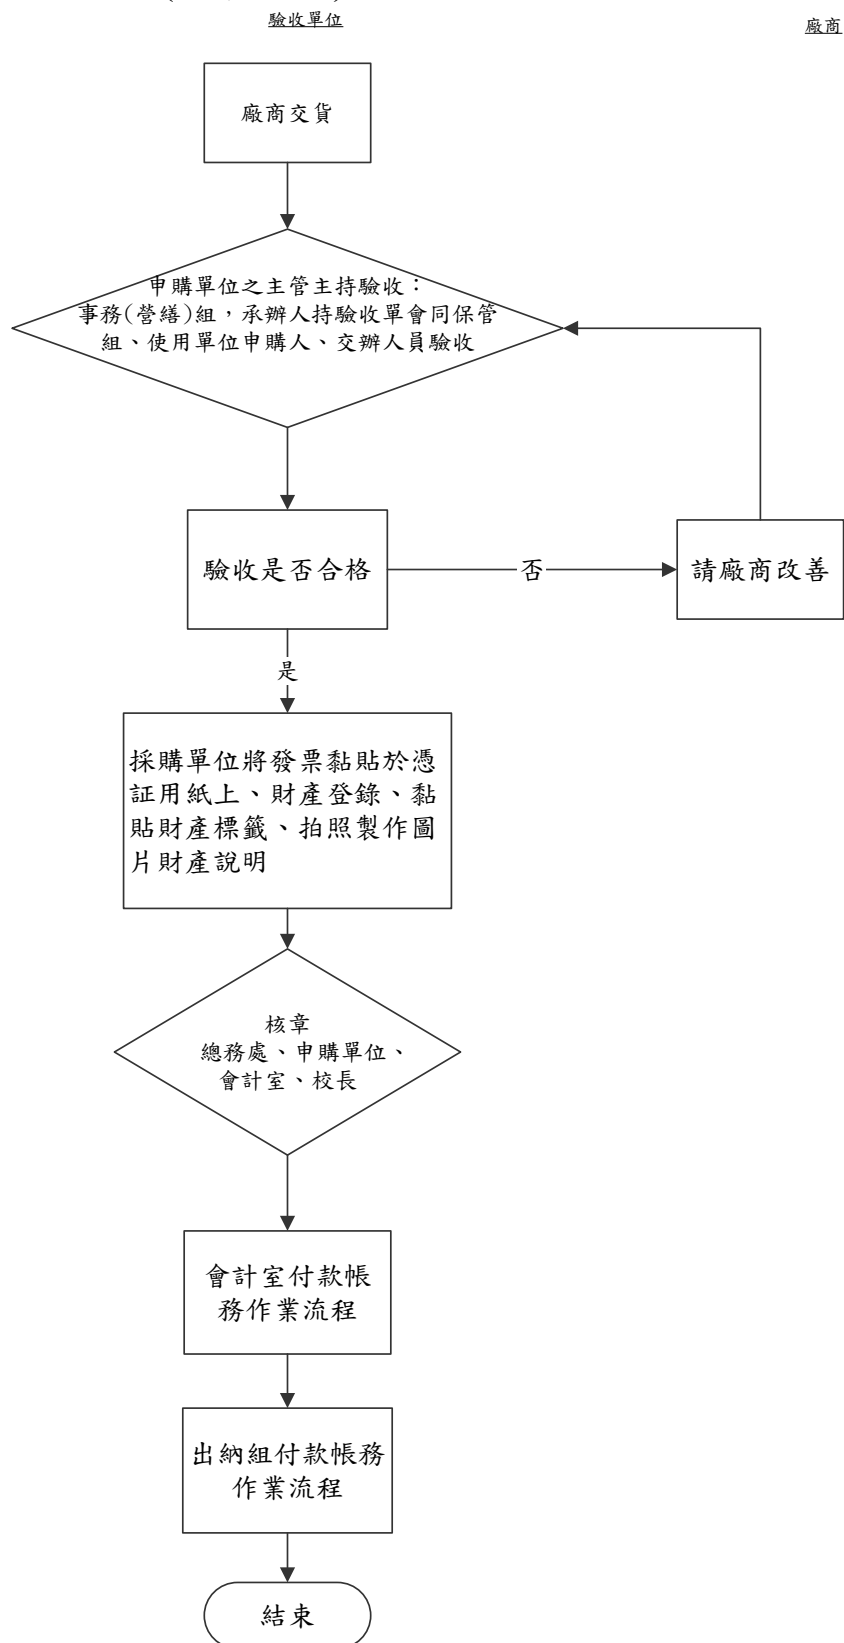 驗收單位
廠商
廠商交貨
申購單位之主管主持驗收：
事務(營繕)組，承辦人持驗收單會同保管
組、使用單位申購人、交辦人員驗收
驗收是否合格
否
請廠商改善
是
採購單位將發票黏貼於憑
証用紙上、財產登錄、黏
貼財產標籤、拍照製作圖
片財產說明
核章
總務處、申購單位、
會計室、校長
會計室付款帳
務作業流程
出納組付款帳務
作業流程
結束